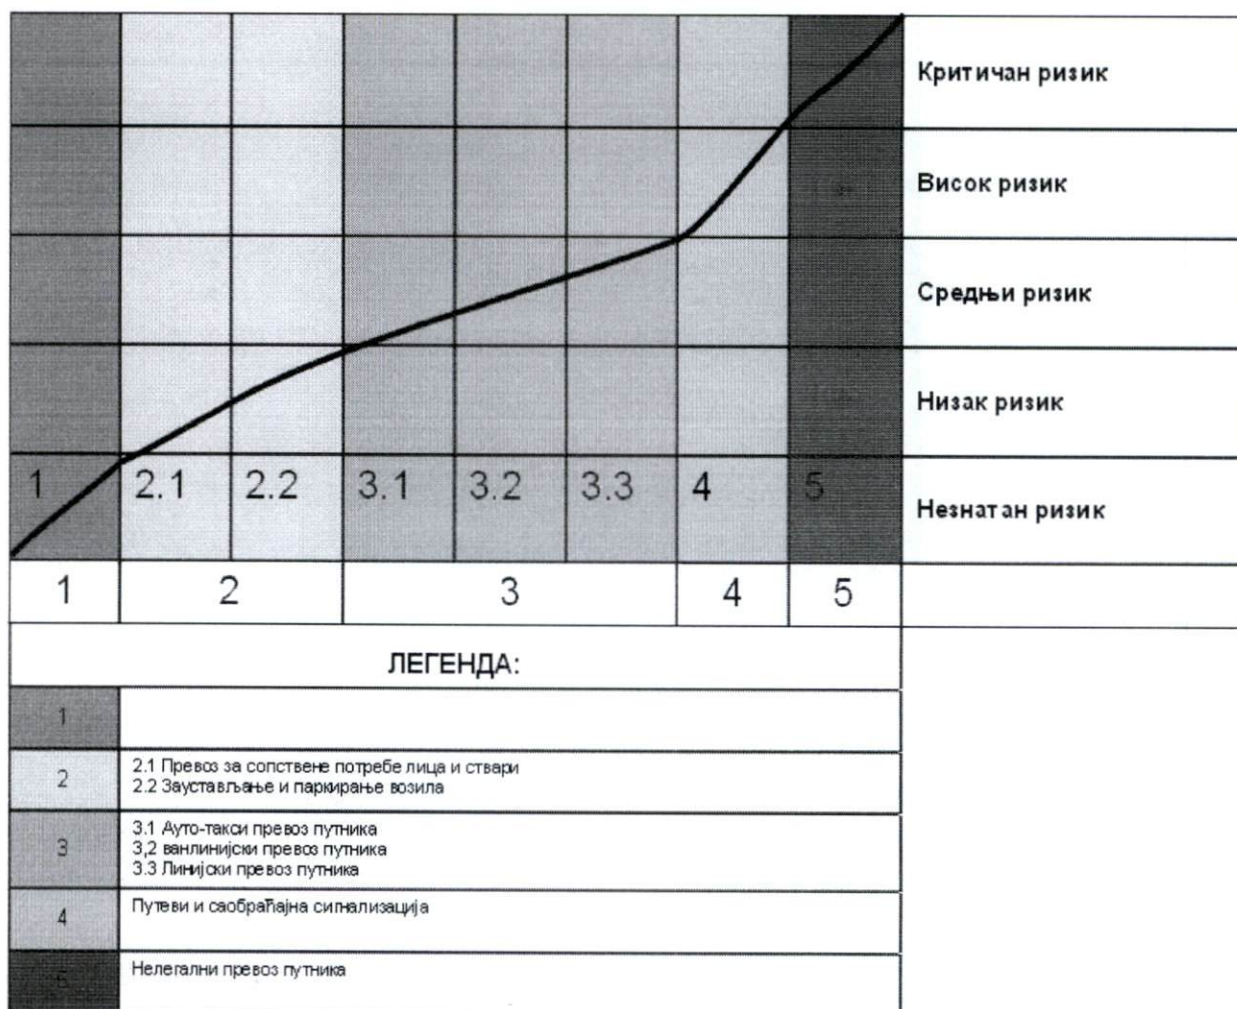 Критичан ризик
Висок ризик
Средњи ризик
Низак ризик
1 2.1 2.2 3.1 3.2 3.3 4 5
Незнатан ризик
1 2 3 4 5
ЛЕГЕНДА:
1
2
2.1 Превоз за сопствене потребе лица и ствари
2.2 Заустављање и паркирање возила
3
3.1 Ауто-такси превоз путника
3,2 ванлинијски превоз путника
3.3 Линијски превоз путника
4
Путеви и саобраћајна сигнализација
5
Нелегални превоз путника